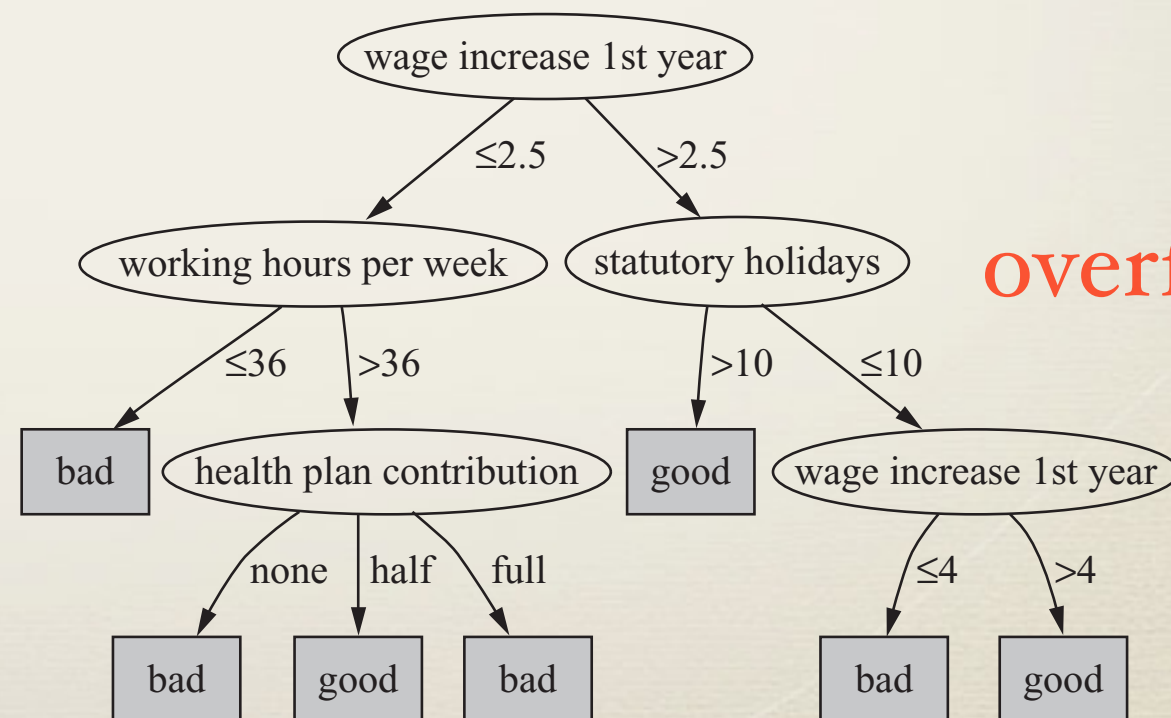 wage increase 1st year
≤2.5 >2.5
working hours per week statutory holidays
≤36 >36 >10 ≤10
bad health plan contribution good wage increase 1st year
none half full ≤4 >4
bad good bad bad good